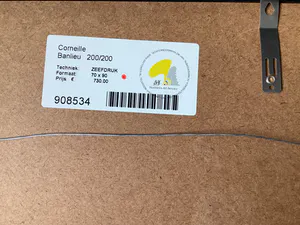 Corneille
Banlieu 200/200
Techniek: ZEEFDRUK
Formaat: 70 x 90
Prijs € 730.00
908534